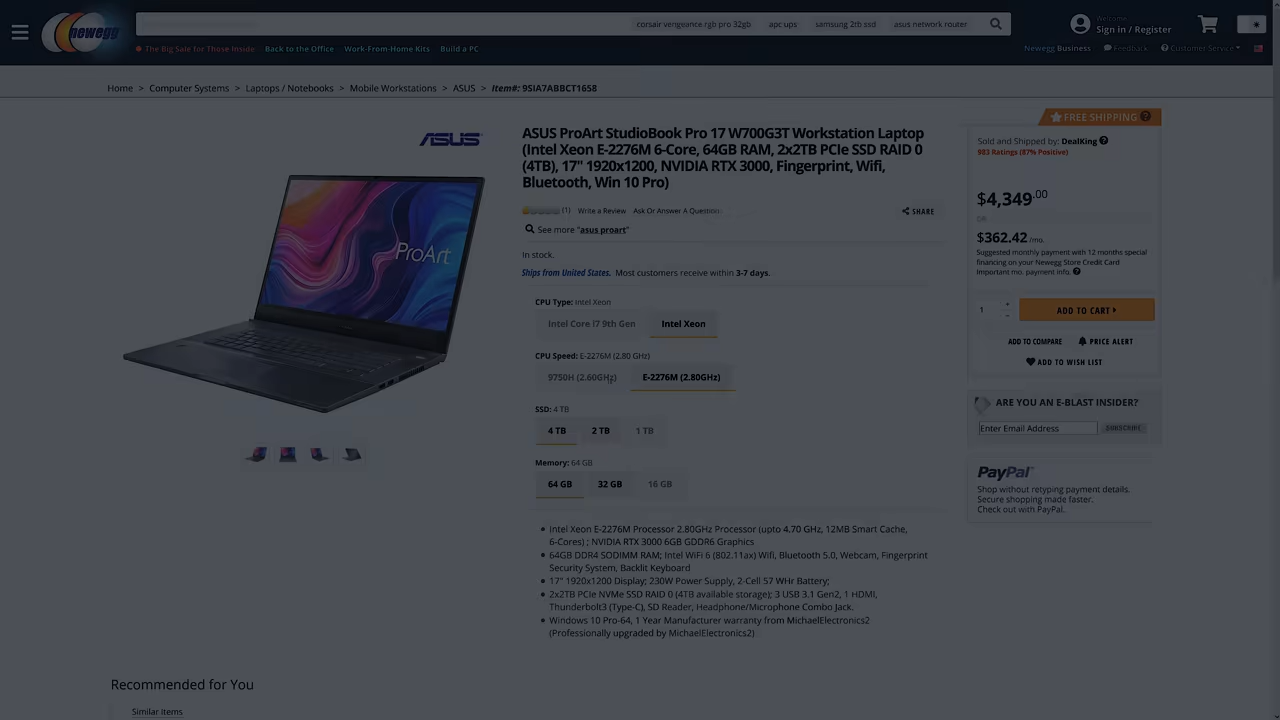 newegg
corsair vengeance rgb pro 32gb
apc ups
samsung 2tb ssd
asus network router
Welcome
Sign in / Register
The Big Sale for Those Inside
Back to the Office
Work-From-Home Kits
Build a PC
Newegg Business
Feedback
Customer Service
Home > Computer Systems > Laptops / Notebooks > Mobile Workstations > ASUS > Item#: 9SIA7ABBCT1658
ASUS
ProArt
ASUS ProArt StudioBook Pro 17 W700G3T Workstation Laptop
(Intel Xeon E-2276M 6-Core, 64GB RAM, 2x2TB PCIe SSD RAID 0
(4TB), 17" 1920x1200, NVIDIA RTX 3000, Fingerprint, Wifi,
Bluetooth, Win 10 Pro)
(1) Write a Review Ask Or Answer A Question
SHARE
See more "asus proart"
In stock.
Ships from United States. Most customers receive within 3-7 days.
CPU Type: Intel Xeon
Intel Core i7 9th Gen
Intel Xeon
CPU Speed: E-2276M (2.80 GHz)
9750H (2.60GHz)
E-2276M (2.80GHz)
SSD: 4 TB
4 TB
2 TB
1 TB
Memory: 64 GB
64 GB
32 GB
16 GB
Intel Xeon E-2276M Processor 2.80GHz Processor (upto 4.70 GHz, 12MB Smart Cache,
6-Cores) ; NVIDIA RTX 3000 6GB GDDR6 Graphics
64GB DDR4 SODIMM RAM; Intel WiFi 6 (802.11ax) Wifi, Bluetooth 5.0, Webcam, Fingerprint
Security System, Backlit Keyboard
17" 1920x1200 Display; 230W Power Supply, 2-Cell 57 WHr Battery;
2x2TB PCIe NVMe SSD RAID 0 (4TB available storage); 3 USB 3.1 Gen2, 1 HDMI,
Thunderbolt3 (Type-C), SD Reader, Headphone/Microphone Combo Jack.
Windows 10 Pro-64, 1 Year Manufacturer warranty from MichaelElectronics2
(Professionally upgraded by MichaelElectronics2)
FREE SHIPPING
Sold and Shipped by: DealKing
983 Ratings (87% Positive)
$4,349.00
OR
$362.42 /mo.
Suggested monthly payment with 12 months special
financing on your Newegg Store Credit Card
Important mo. payment info.
1
ADD TO CART
ADD TO COMPARE
PRICE ALERT
ADD TO WISH LIST
ARE YOU AN E-BLAST INSIDER?
Enter Email Address
SUBSCRIBE
PayPal
Shop without retyping payment details.
Secure shopping made faster.
Check out with PayPal.
Recommended for You
Similar Items